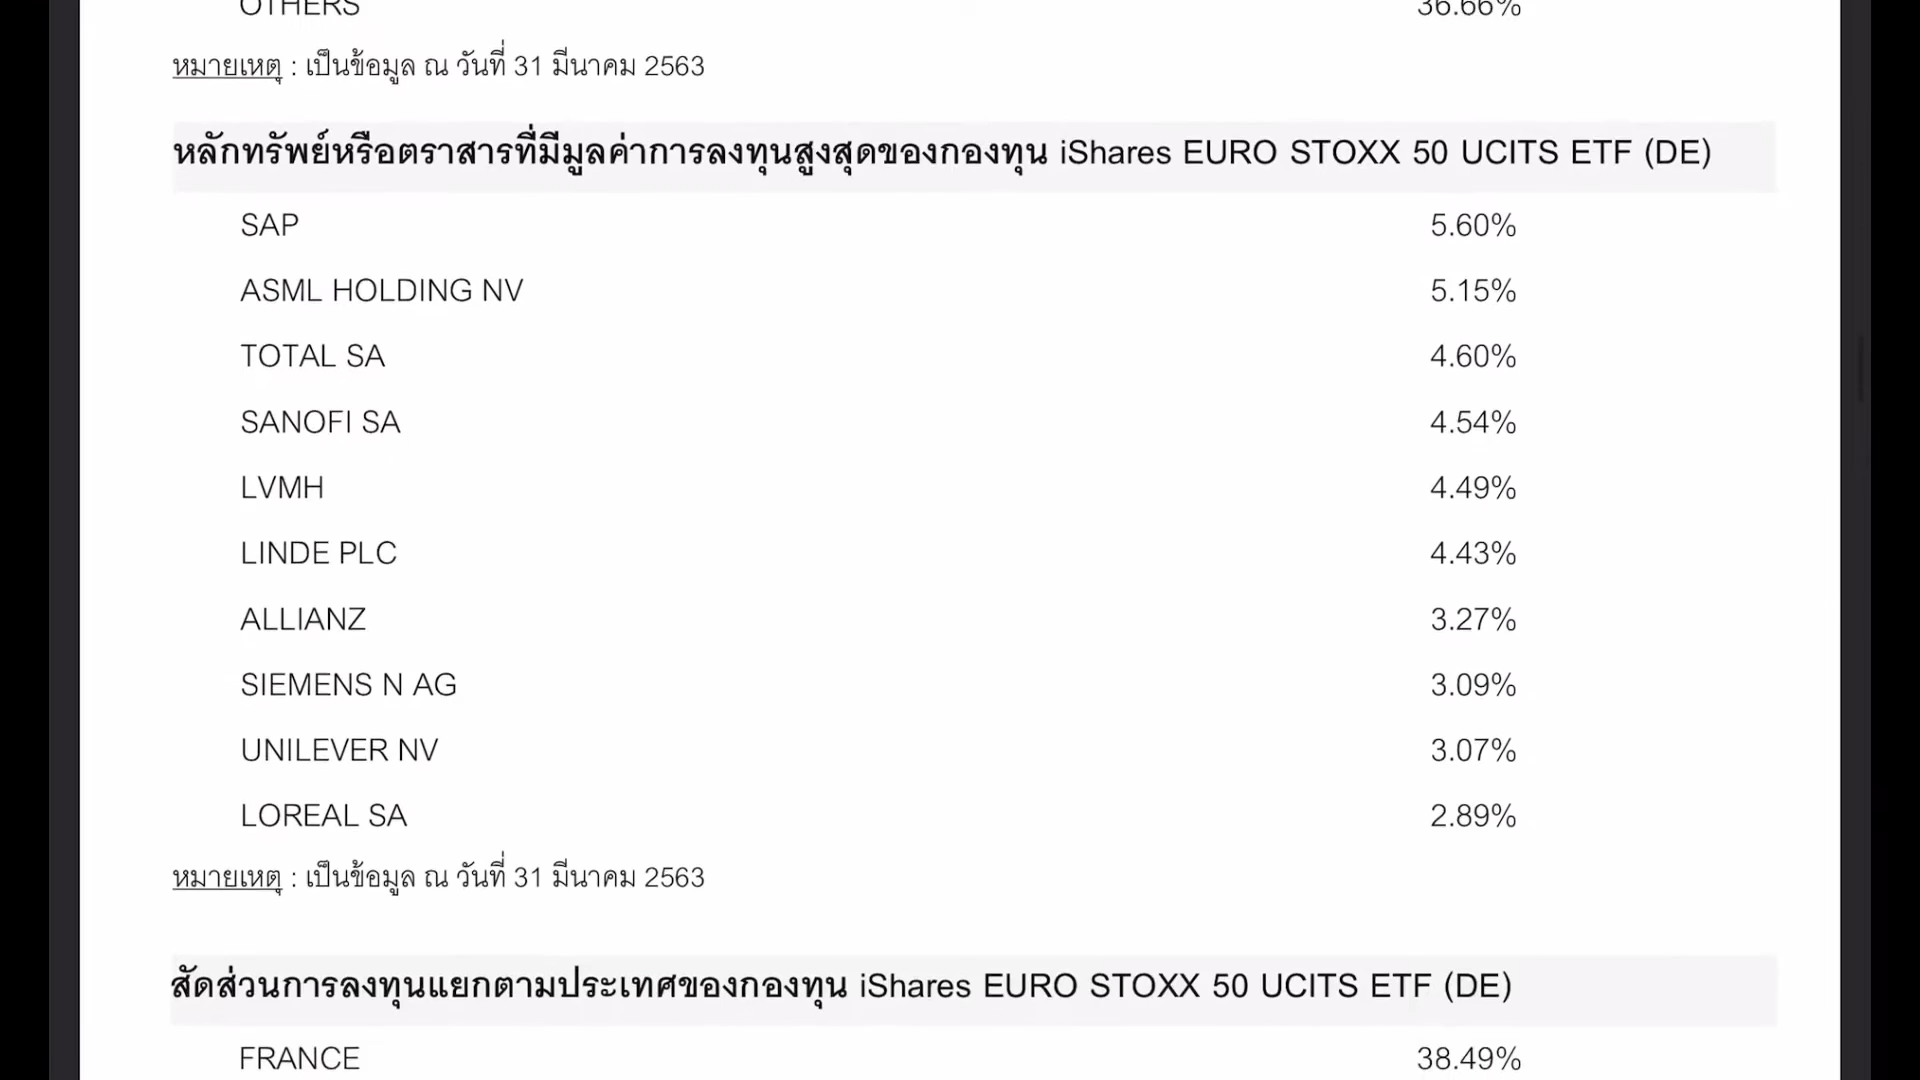 OTHERS 36.66%
หมายเหตุ : เป็นข้อมูล ณ วันที่ 31 มีนาคม 2563
หลักทรัพย์หรือตราสารที่มีมูลค่าการลงทุนสูงสุดของกองทุน iShares EURO STOXX 50 UCITS ETF (DE)
SAP 5.60%
ASML HOLDING NV 5.15%
TOTAL SA 4.60%
SANOFI SA 4.54%
LVMH 4.49%
LINDE PLC 4.43%
ALLIANZ 3.27%
SIEMENS N AG 3.09%
UNILEVER NV 3.07%
LOREAL SA 2.89%
หมายเหตุ : เป็นข้อมูล ณ วันที่ 31 มีนาคม 2563
สัดส่วนการลงทุนแยกตามประเทศของกองทุน iShares EURO STOXX 50 UCITS ETF (DE)
FRANCE 38.49%